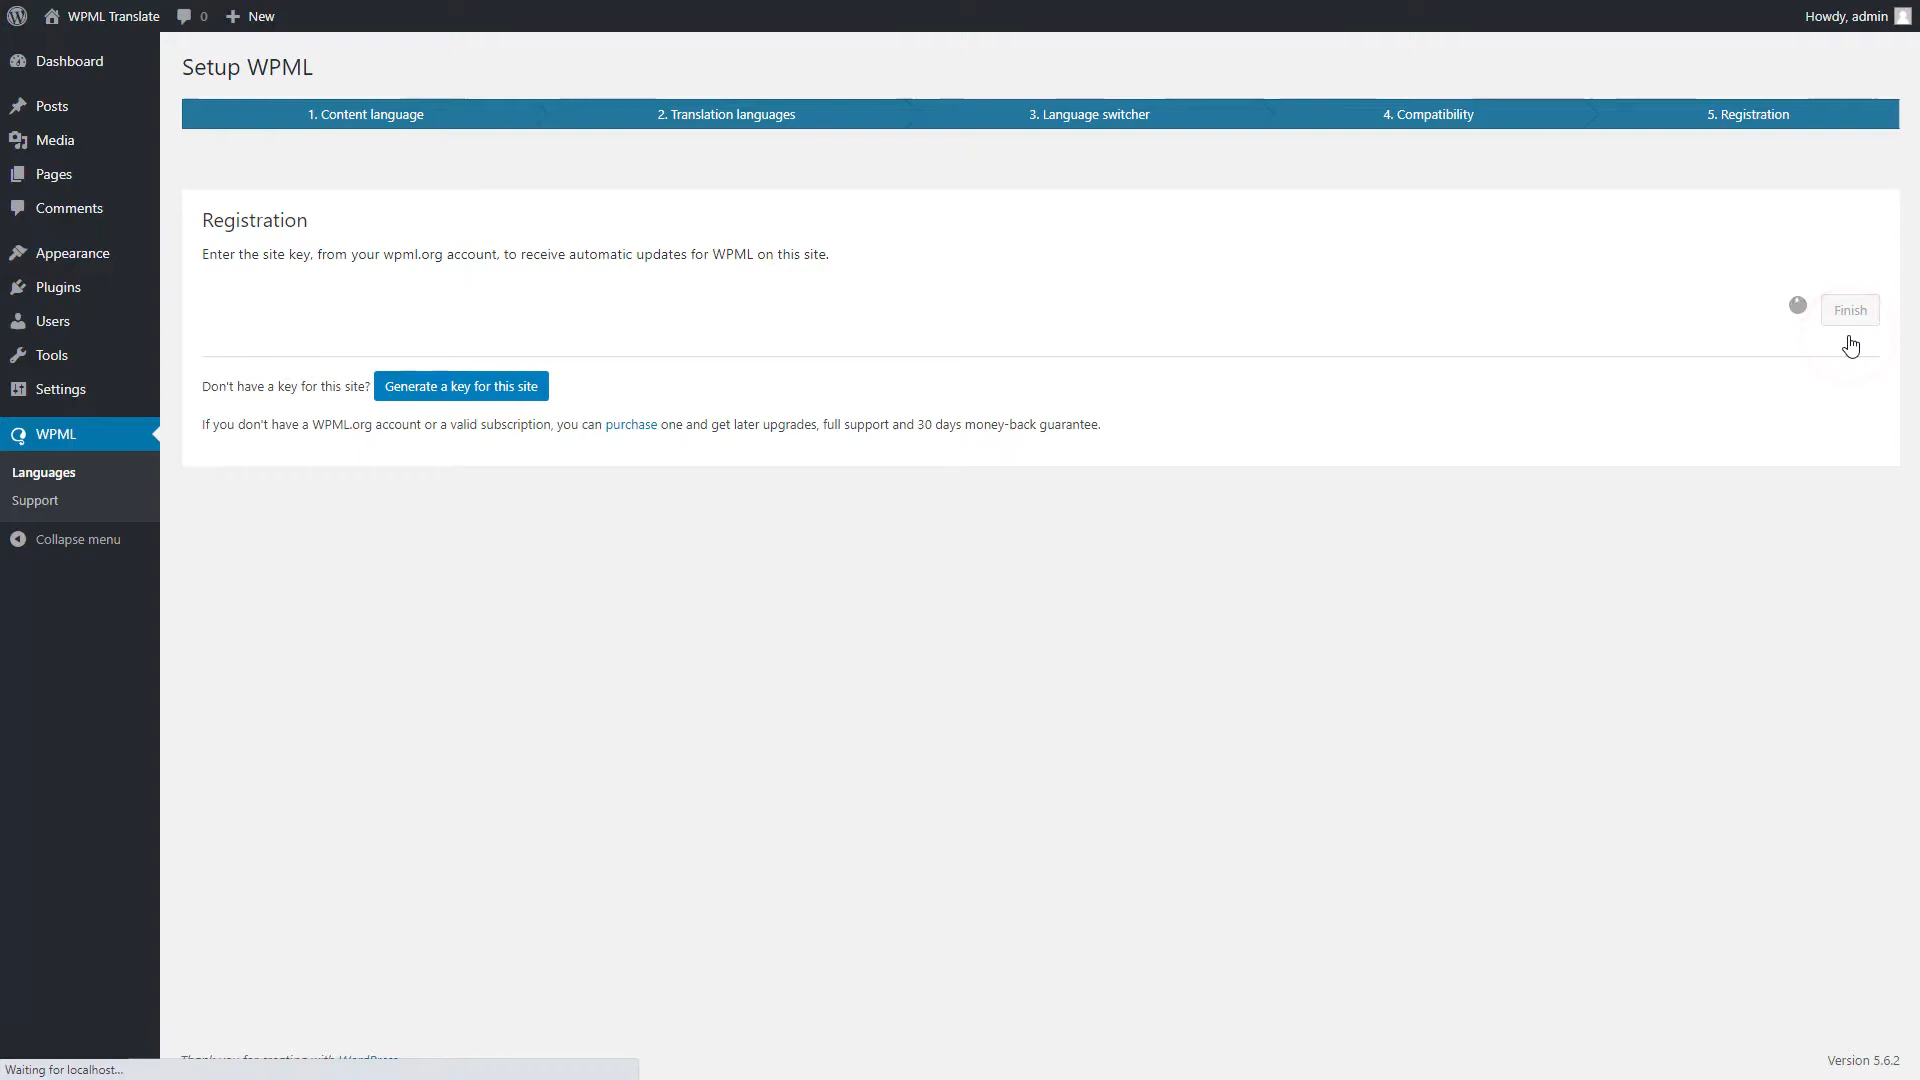 WPML Translate 0 New Howdy, admin
Dashboard
Posts
Media
Pages
Comments
Appearance
Plugins
Users
Tools
Settings
WPML
Languages
Support
Collapse menu
Setup WPML
1. Content language 2. Translation languages 3. Language switcher 4. Compatibility 5. Registration
Registration
Enter the site key, from your wpml.org account, to receive automatic updates for WPML on this site.
Finish
Don't have a key for this site? Generate a key for this site
If you don't have a WPML.org account or a valid subscription, you can purchase one and get later upgrades, full support and 30 days money-back guarantee.
Thank you for creating with WordPress
Version 5.6.2
Waiting for localhost...